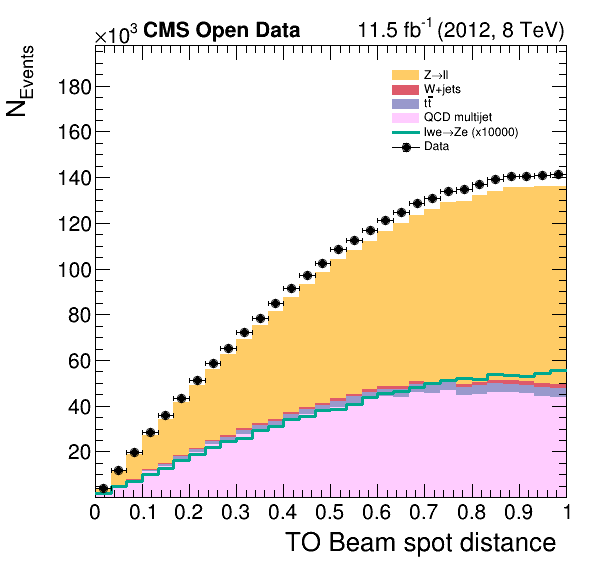 ×10³ CMS Open Data 11.5 fb⁻¹ (2012, 8 TeV)
N_Events
180
160
140
120
100
80
60
40
20
Z→ll
W+jets
tt̄
QCD multijet
lwe→Ze (x10000)
Data
0 0.1 0.2 0.3 0.4 0.5 0.6 0.7 0.8 0.9 1
TO Beam spot distance